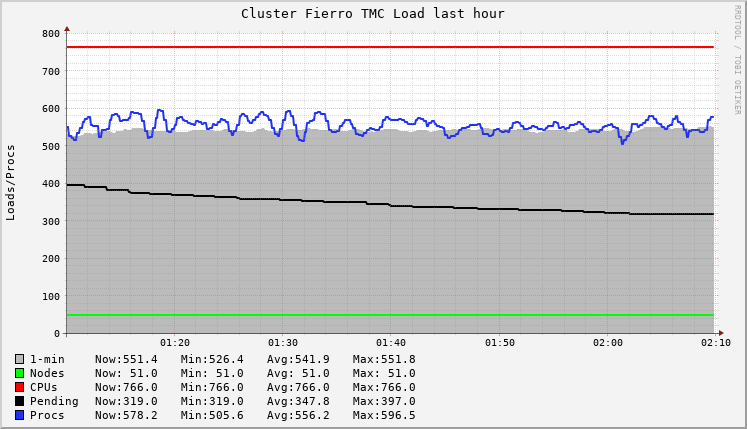 Cluster Fierro TMC Load last hour
RRDTOOL / TOBI OETIKER
Loads/Procs
800
700
600
500
400
300
200
100
0
01:20 01:30 01:40 01:50 02:00 02:10
1-min Now:551.4 Min:526.4 Avg:541.9 Max:551.8
Nodes Now: 51.0 Min: 51.0 Avg: 51.0 Max: 51.0
CPUs Now:766.0 Min:766.0 Avg:766.0 Max:766.0
Pending Now:319.0 Min:319.0 Avg:347.8 Max:397.0
Procs Now:578.2 Min:505.6 Avg:556.2 Max:596.5